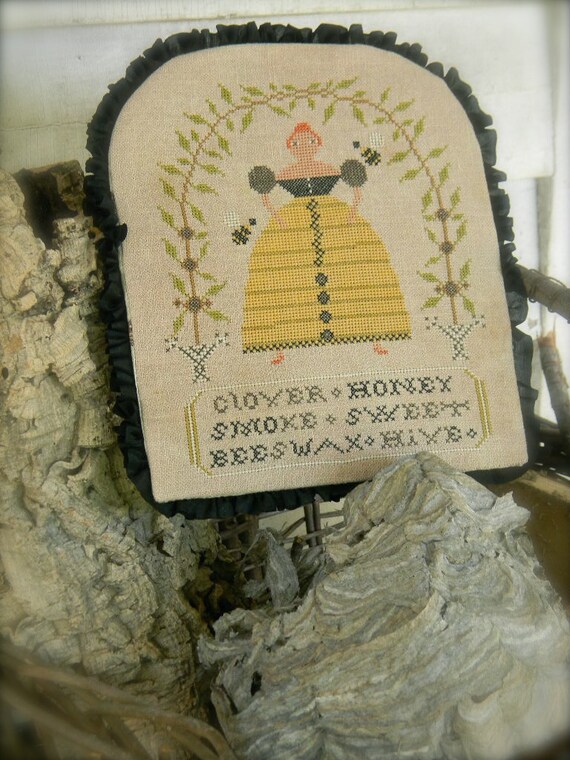 CLOVER ⋄ HONEY
SMOKE ⋄ SWEET
BEESWAX ⋄ HIVE ⋄